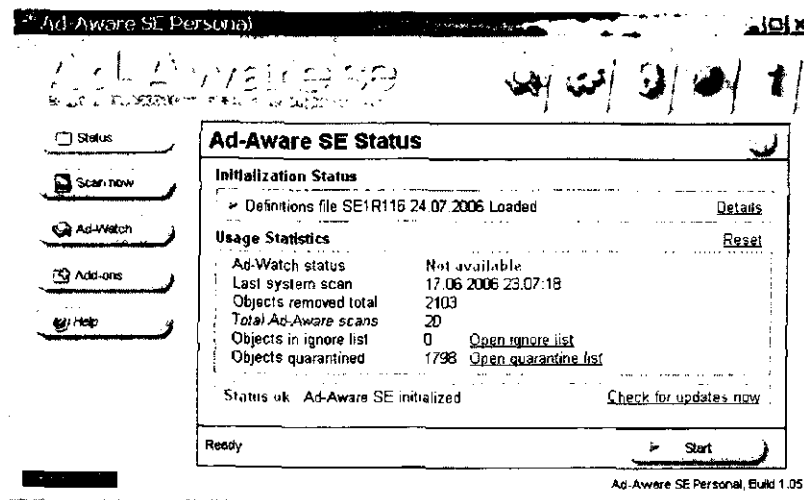 Ad-Aware SE Personal
Status
Scan now
Ad-Watch
Add-ons
Help
Ad-Aware SE Status
Initialization Status
Definitions file SE1R116 24.07.2006 Loaded Details
Usage Statistics Reset
Ad-Watch status Not available
Last system scan 17.06 2006 23.07:18
Objects removed total 2103
Total Ad-Aware scans 20
Objects in ignore list 0 Open ignore list
Objects quarantined 1798 Open quarantine list
Status ok Ad-Aware SE initialized Check for updates now
Ready Start
Ad-Aware SE Personal, Build 1.05